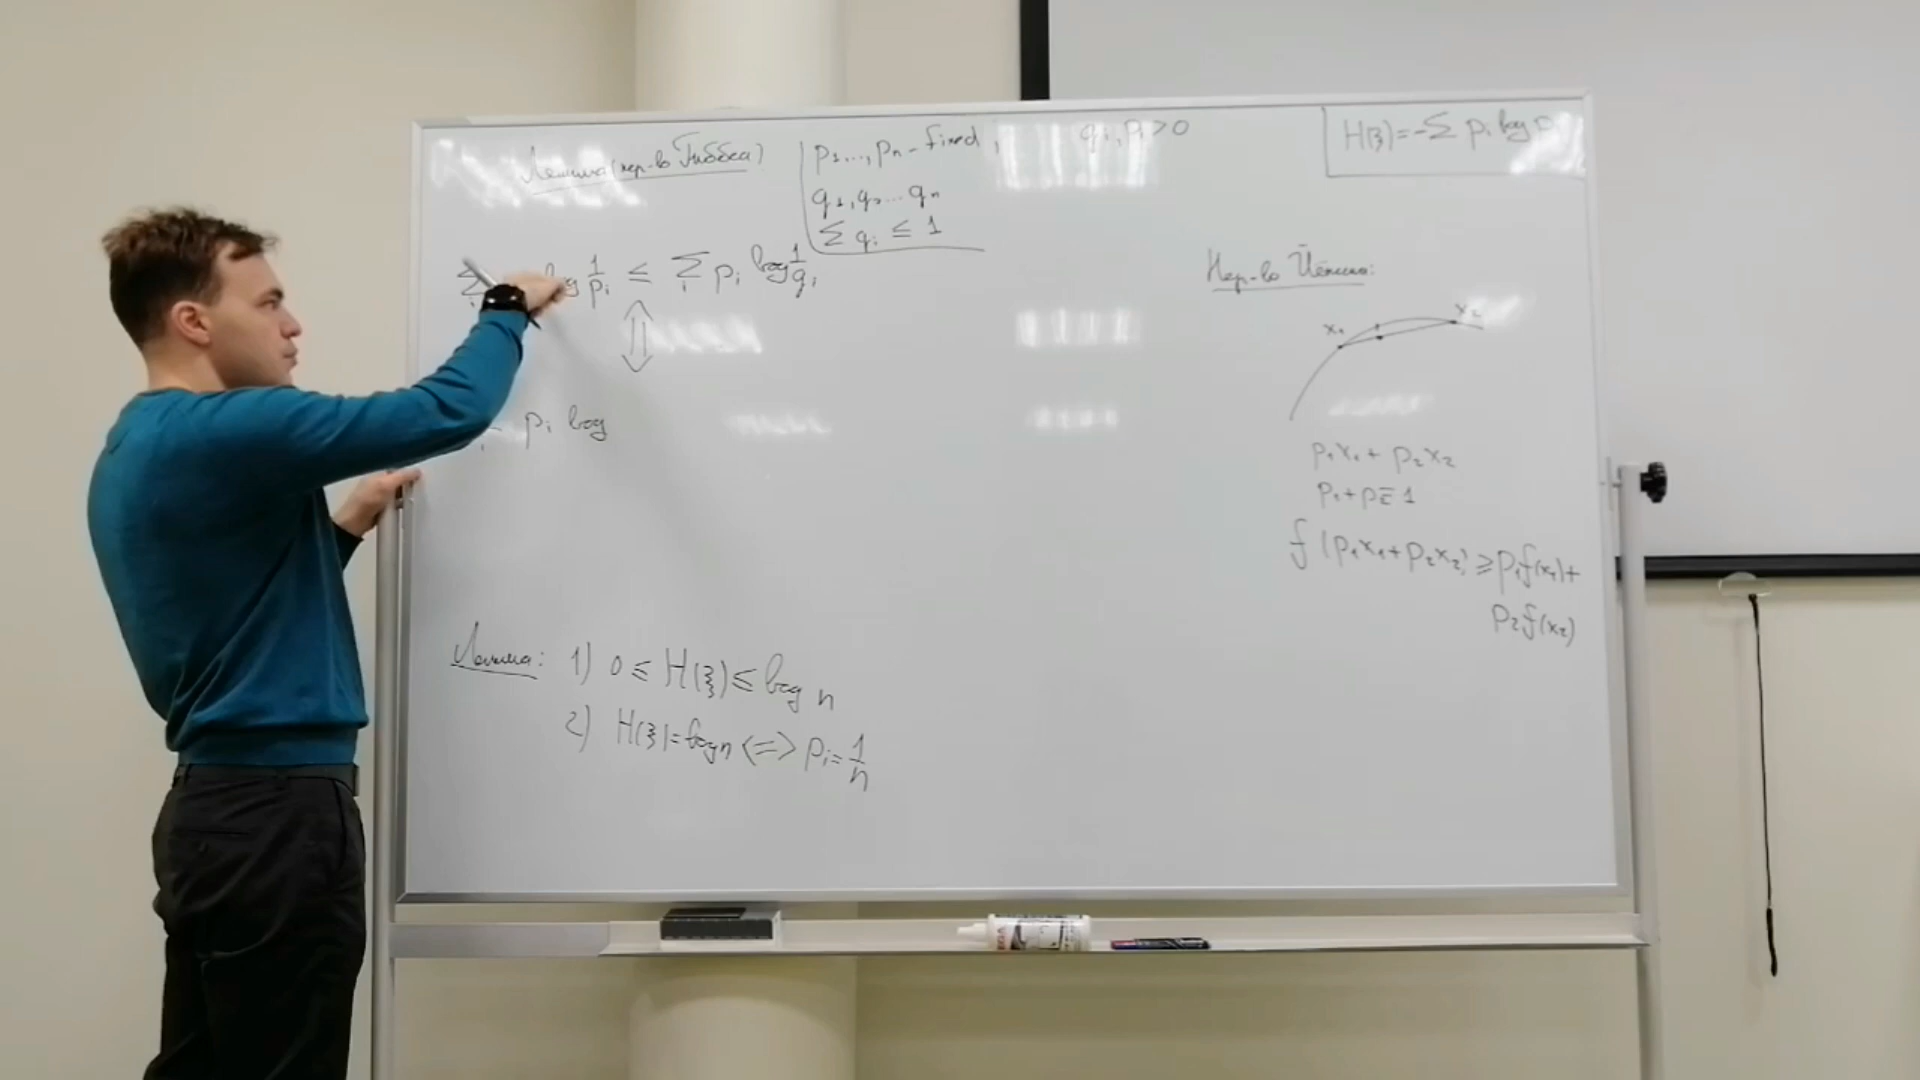 Лемма (нер-во Гиббса)
p₁..., pₙ - fixed, qᵢ, pᵢ > 0
q₁, q₂... qₙ
∑ qᵢ ≤ 1
∑ᵢ log 1/pᵢ ≤ ∑ᵢ pᵢ log 1/qᵢ
pᵢ log
Лемма: 1) 0 ≤ H(ξ) ≤ log n
2) H(ξ) = log n <=> pᵢ = 1/n
H(ξ) = -∑ pᵢ log
Нер-во Йенсена:
x₁ x₂
p₁x₁ + p₂x₂
p₁ + p₂ = 1
f(p₁x₁ + p₂x₂) ≥ p₁f(x₁) +
p₂f(x₂)